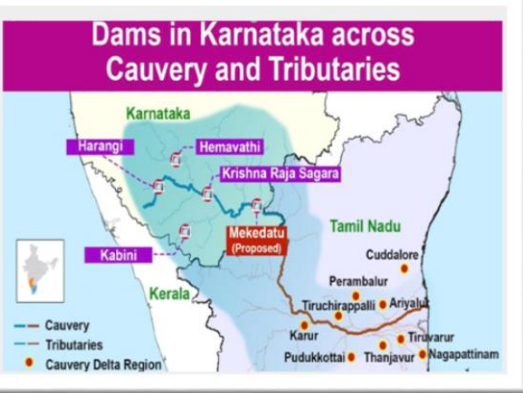 Dams in Karnataka across
Cauvery and Tributaries
Karnataka
Harangi
Hemavathi
Krishna Raja Sagara
Mekedatu
(Proposed)
Tamil Nadu
Kabini
Cuddalore
Kerala
Perambalur
Tiruchirappalli
Ariyalur
Cauvery
Tributaries
Cauvery Delta Region
Karur
Tiruvarur
Pudukkottai
Thanjavur
Nagapattinam